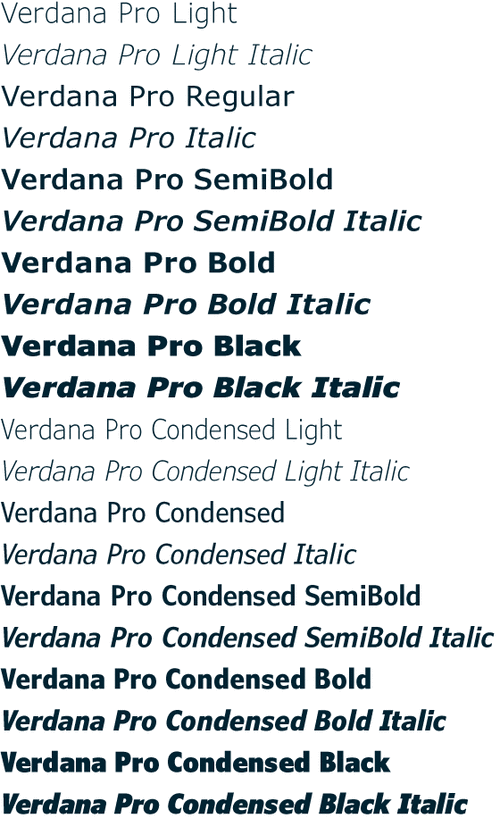 Verdana Pro Light
Verdana Pro Light Italic
Verdana Pro Regular
Verdana Pro Italic
Verdana Pro SemiBold
Verdana Pro SemiBold Italic
Verdana Pro Bold
Verdana Pro Bold Italic
Verdana Pro Black
Verdana Pro Black Italic
Verdana Pro Condensed Light
Verdana Pro Condensed Light Italic
Verdana Pro Condensed
Verdana Pro Condensed Italic
Verdana Pro Condensed SemiBold
Verdana Pro Condensed SemiBold Italic
Verdana Pro Condensed Bold
Verdana Pro Condensed Bold Italic
Verdana Pro Condensed Black
Verdana Pro Condensed Black Italic